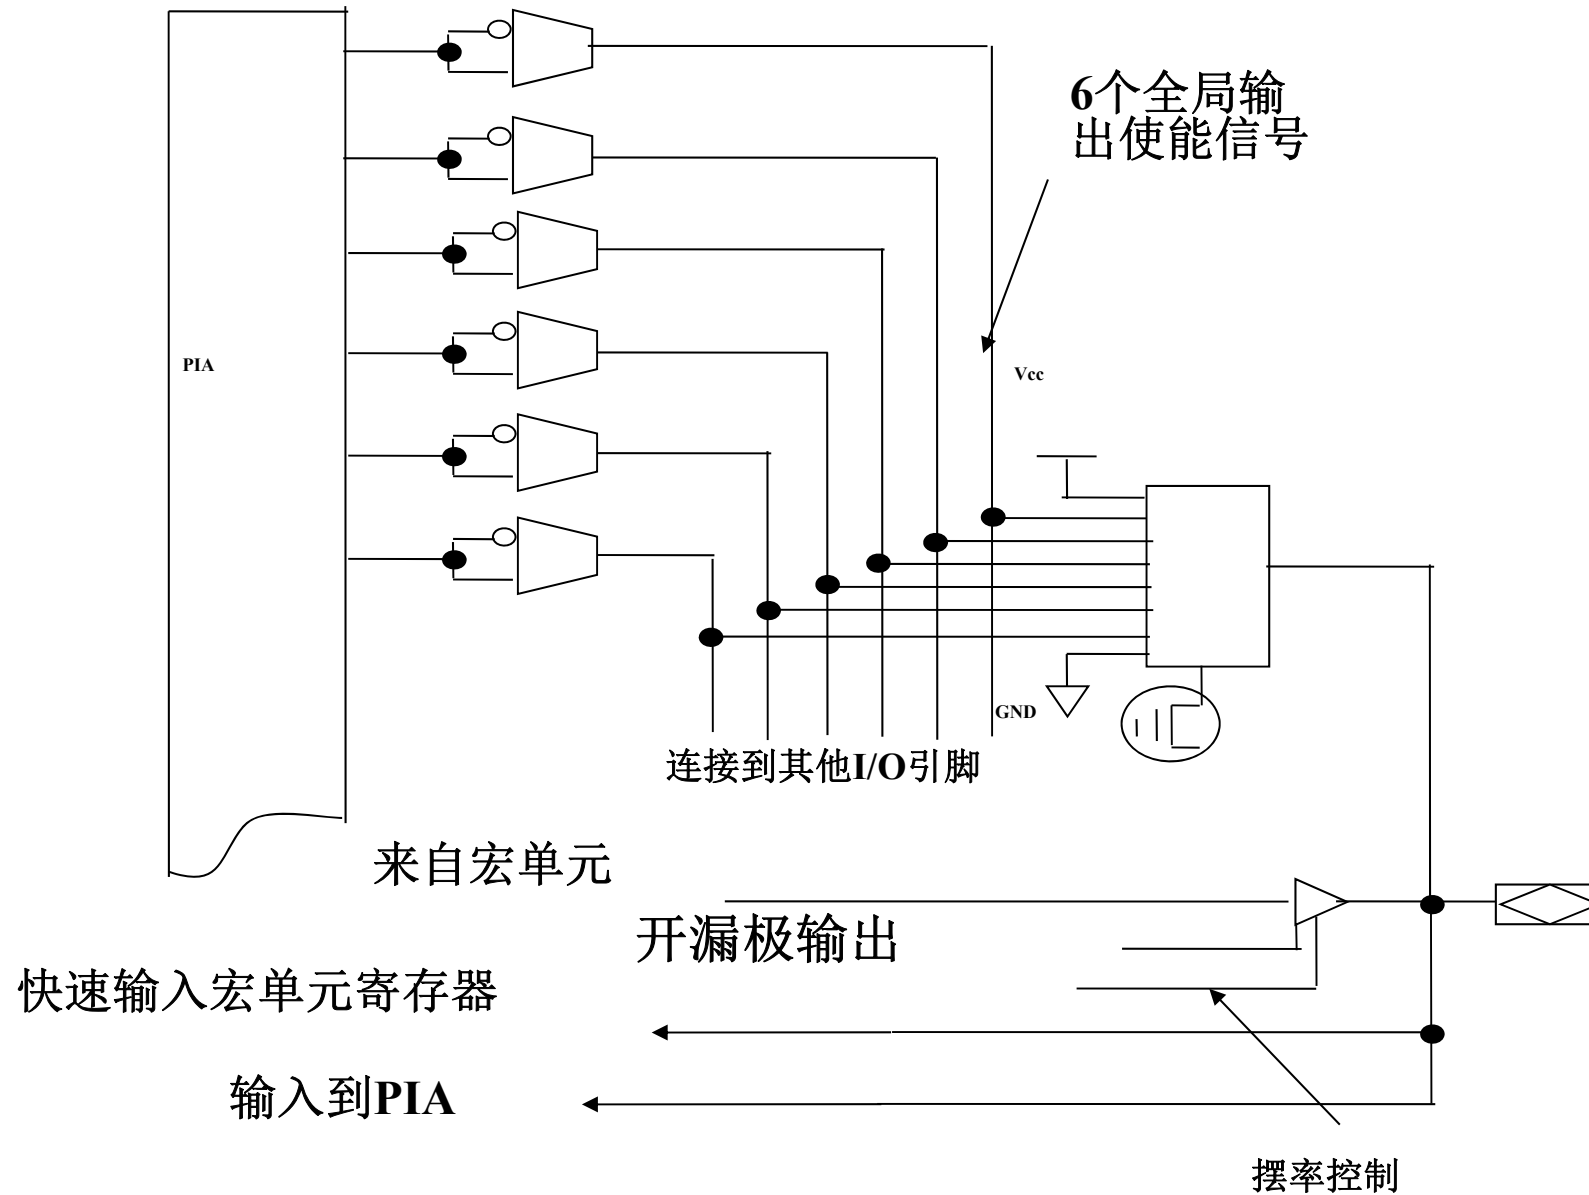 6个全局输
出使能信号
PIA
Vcc
GND
连接到其他I/O引脚
来自宏单元
开漏极输出
快速输入宏单元寄存器
输入到PIA
摆率控制